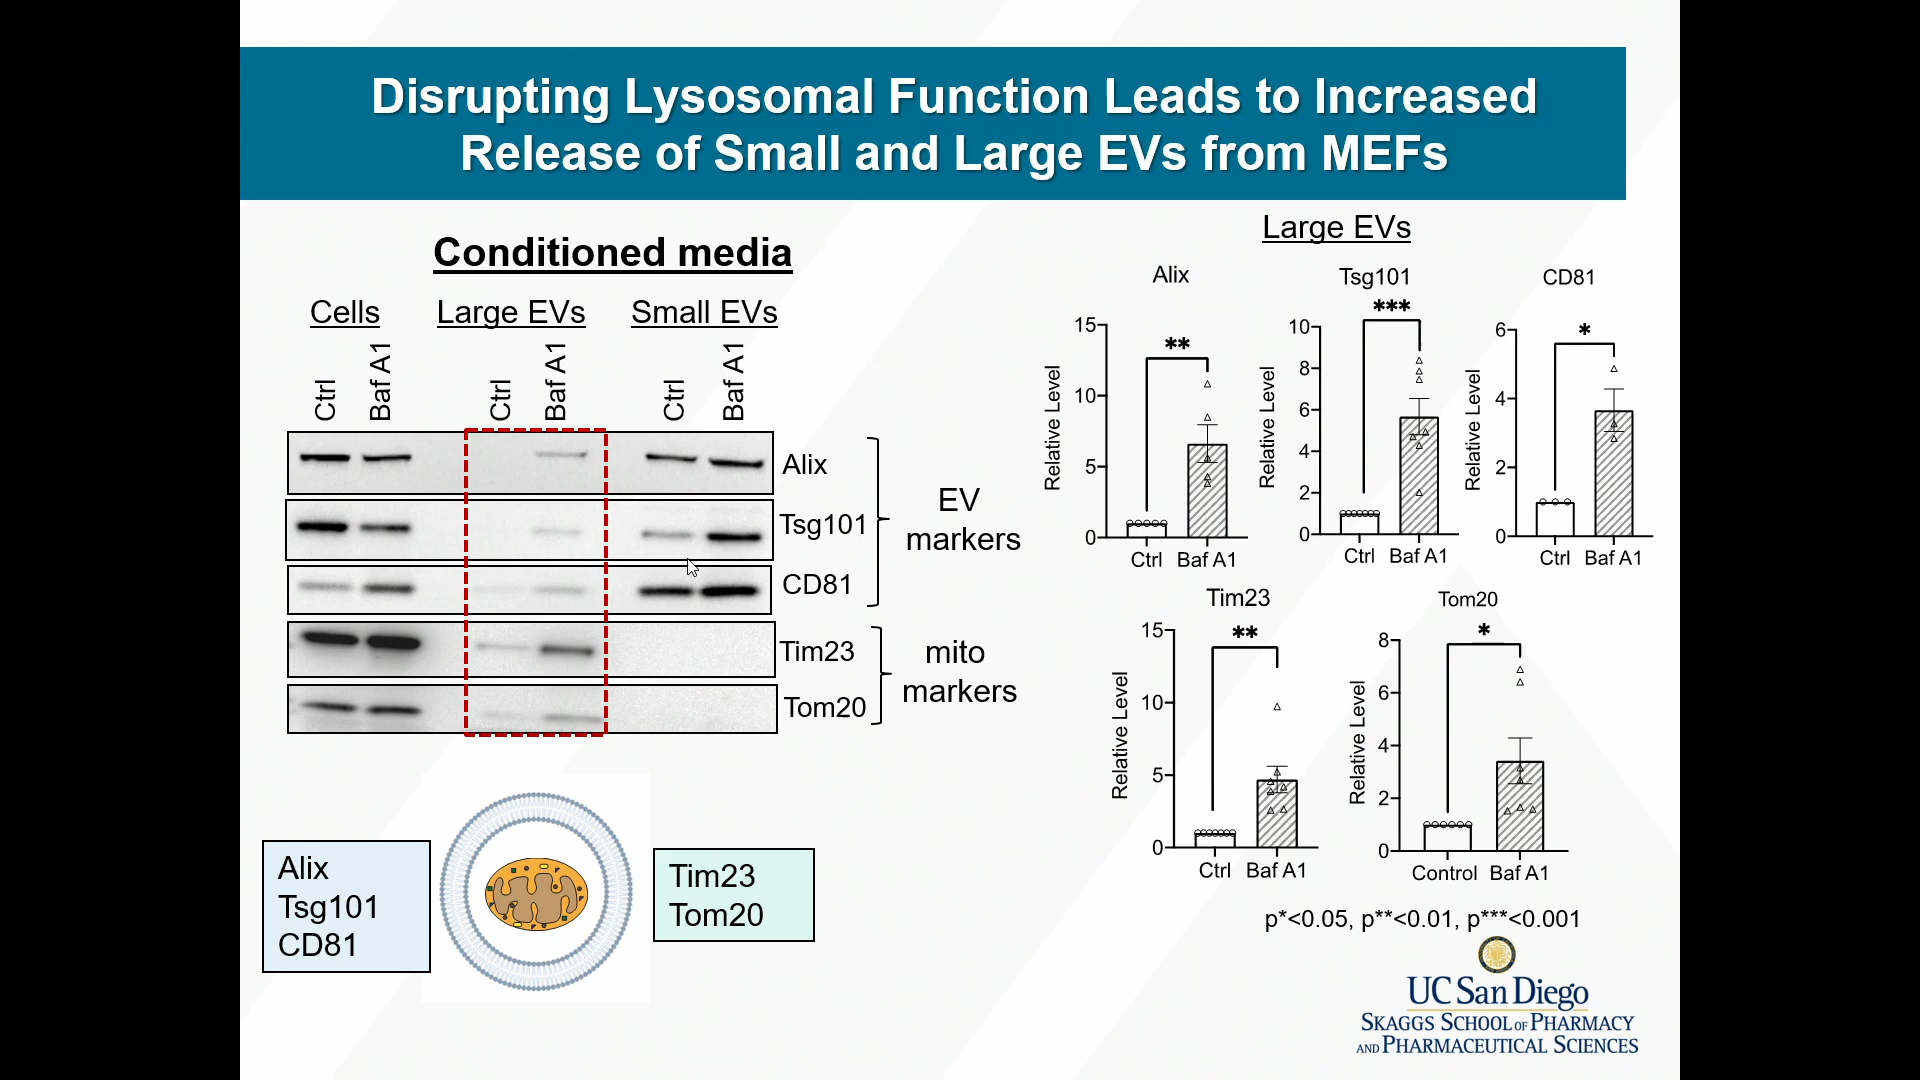 Disrupting Lysosomal Function Leads to Increased
Release of Small and Large EVs from MEFs
Conditioned media
Cells
Large EVs
Small EVs
Ctrl
Baf A1
Ctrl
Baf A1
Ctrl
Baf A1
Alix
Tsg101
CD81
Tim23
Tom20
EV
markers
mito
markers
Alix
Tsg101
CD81
Tim23
Tom20
Large EVs
Alix
Relative Level
15
10
5
0
**
Ctrl
Baf A1
Tsg101
Relative Level
10
8
6
4
2
0
***
Ctrl
Baf A1
CD81
Relative Level
6
4
2
0
*
Ctrl
Baf A1
Tim23
Relative Level
15
10
5
0
**
Ctrl
Baf A1
Tom20
Relative Level
8
6
4
2
0
*
Control
Baf A1
p*<0.05, p**<0.01, p***<0.001
UC San Diego
SKAGGS SCHOOL OF PHARMACY
AND PHARMACEUTICAL SCIENCES